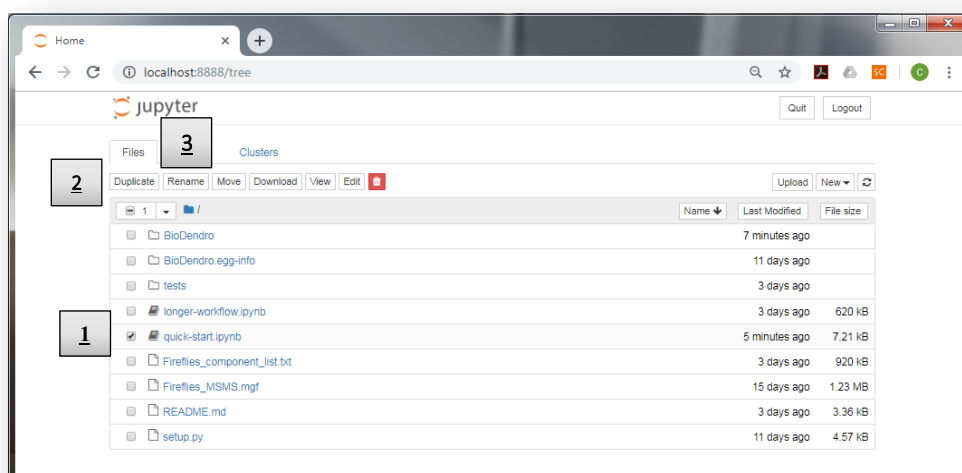 Home
localhost:8888/tree
SC
C
jupyter
Quit Logout
Files
3
Clusters
2
Duplicate Rename Move Download View Edit
Upload New
1 /
Name Last Modified File size
BioDendro 7 minutes ago
BioDendro.egg-info 11 days ago
tests 3 days ago
longer-workflow.ipynb 3 days ago 620 kB
1
quick-start.ipynb 5 minutes ago 7.21 kB
Fireflies_component_list.txt 3 days ago 920 kB
Fireflies_MSMS.mgf 15 days ago 1.23 MB
README.md 3 days ago 3.36 kB
setup.py 11 days ago 4.57 kB